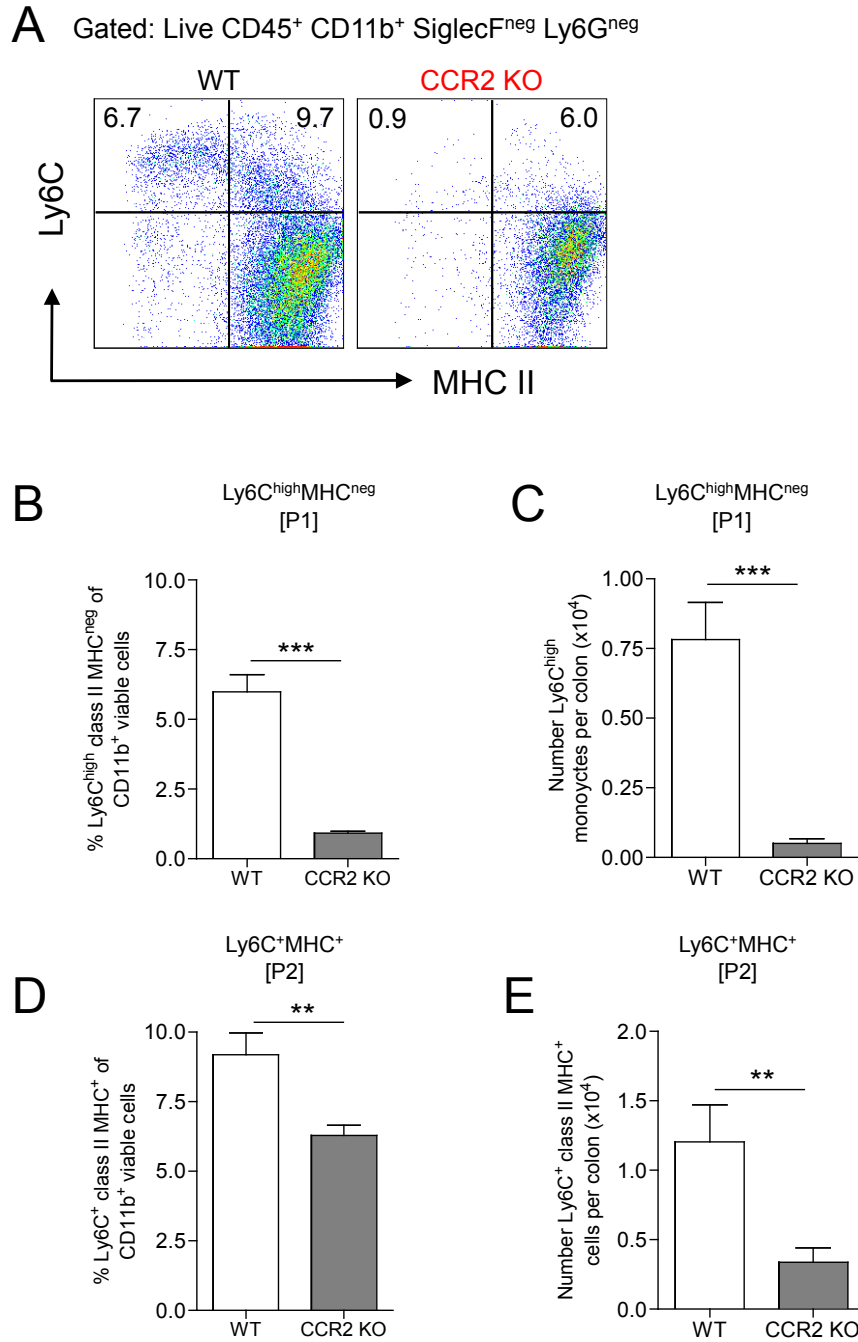 A Gated: Live CD45⁺ CD11b⁺ SiglecFⁿᵉᵍ Ly6Gⁿᵉᵍ
WT
CCR2 KO
6.7
9.7
0.9
6.0
Ly6C
MHC II
B
Ly6CʰⁱᵍʰMHCⁿᵉᵍ
[P1]
% Ly6Cʰⁱᵍʰ class II MHCⁿᵉᵍ of
CD11b⁺ viable cells
10.0
7.5
5.0
2.5
0.0
***
WT
CCR2 KO
C
Ly6CʰⁱᵍʰMHCⁿᵉᵍ
[P1]
Number Ly6Cʰⁱᵍʰ
monoyctes per colon (x10⁴)
1.00
0.75
0.50
0.25
0.00
***
WT
CCR2 KO
D
Ly6C⁺MHC⁺
[P2]
% Ly6C⁺ class II MHC⁺ of
CD11b⁺ viable cells
10.0
7.5
5.0
2.5
0.0
**
WT
CCR2 KO
E
Ly6C⁺MHC⁺
[P2]
Number Ly6C⁺ class II MHC⁺
cells per colon (x10⁴)
2.0
1.5
1.0
0.5
0.0
**
WT
CCR2 KO